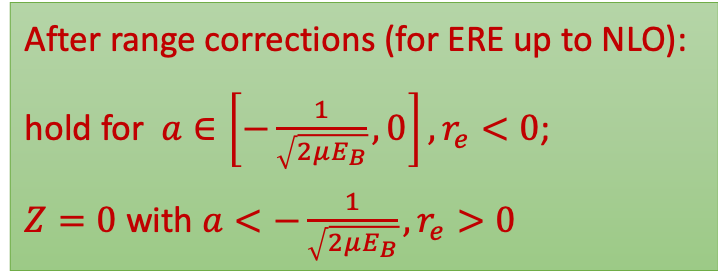 After range corrections (for ERE up to NLO):
hold for a ∈ [−1/√(2μE_B), 0], r_e < 0;
Z = 0 with a < −1/√(2μE_B), r_e > 0